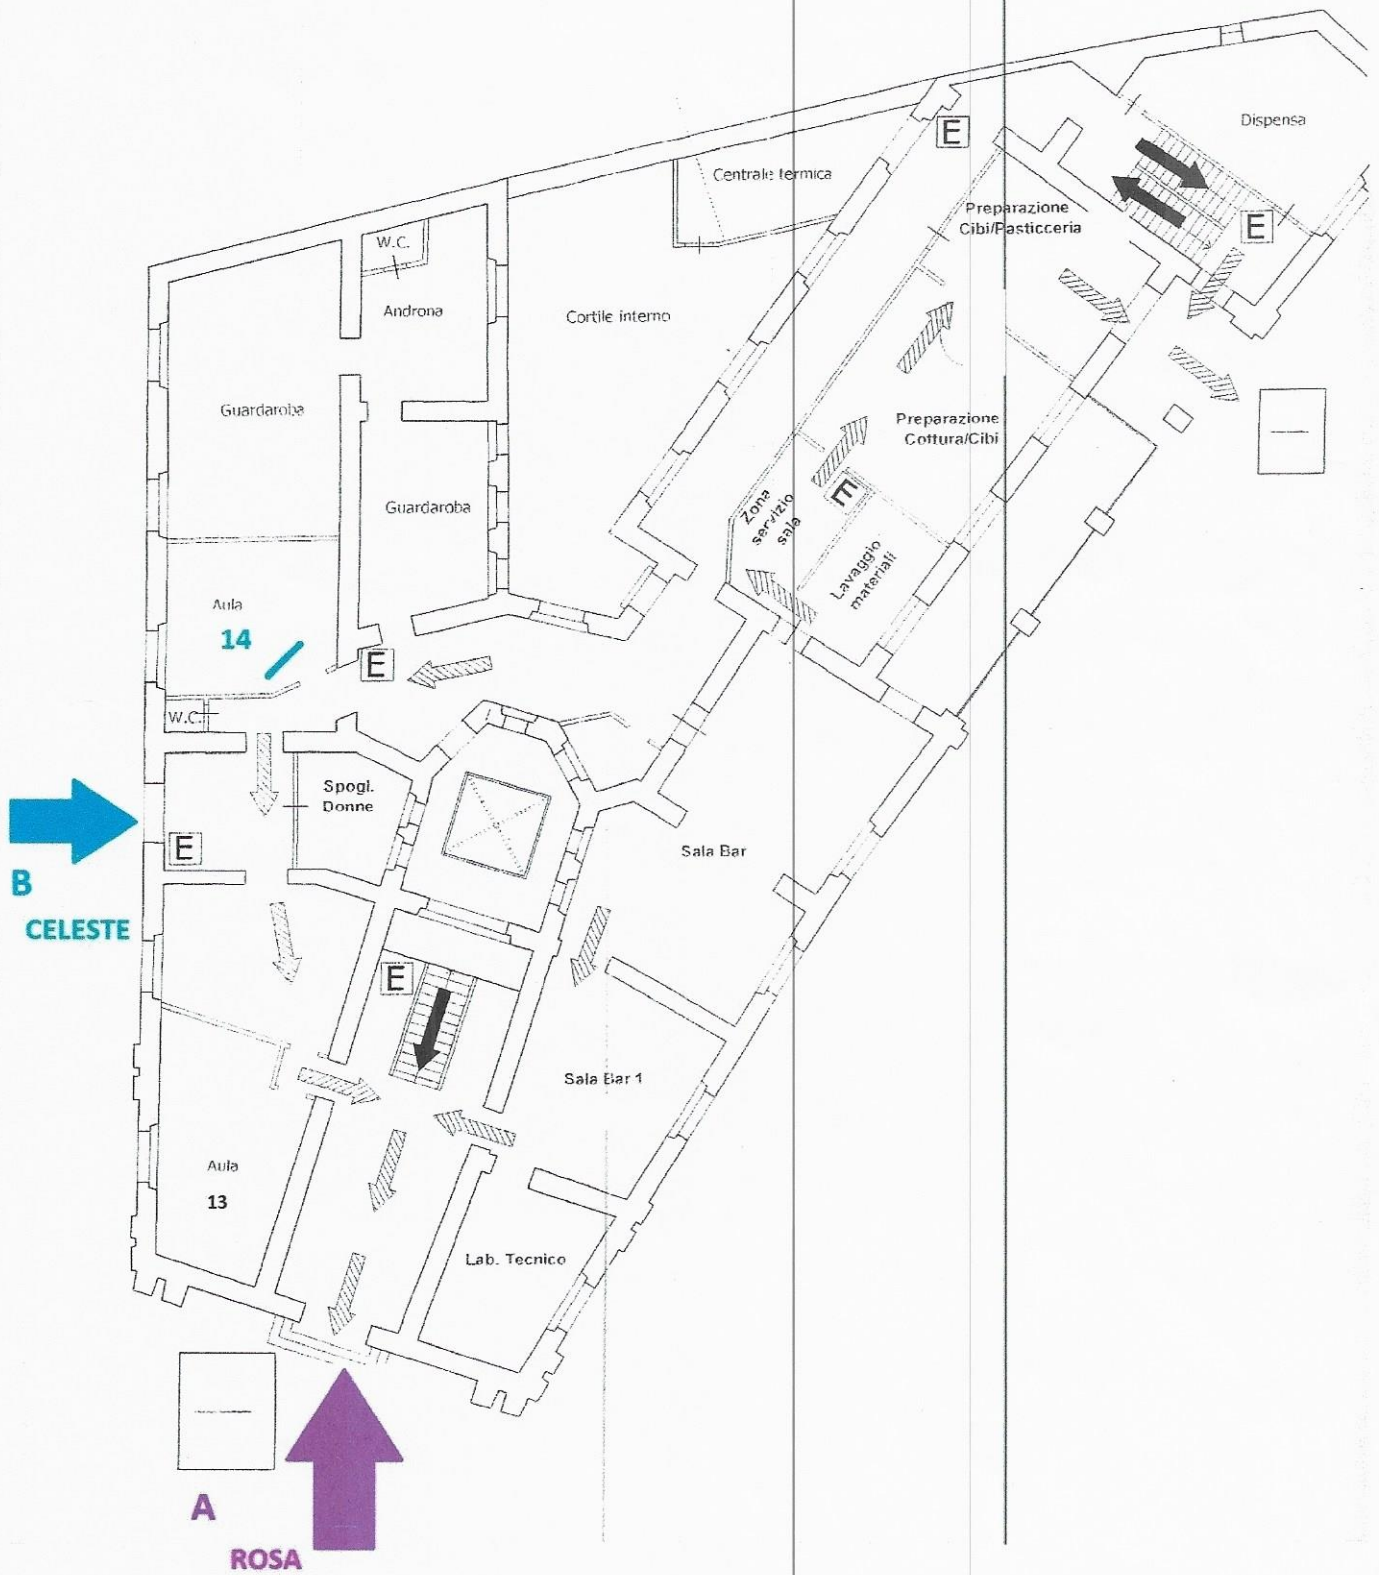 Dispensa
E
Centrale termica
W.C.
Preparazione
Cibi/Pasticceria
E
Androna
Cortile interno
Guardaroba
Preparazione
Cottura/Cibi
Guardaroba
E
Zona
servizio
sala
Lavaggio
materiali
Aula
14
E
W.C.
Spogl.
Donne
E
Sala Bar
B
CELESTE
E
Sala Bar 1
Aula
13
Lab. Tecnico
A
ROSA